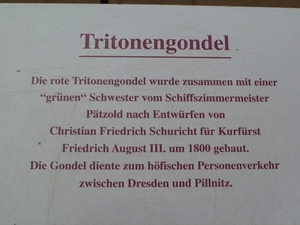 Tritonengondel
Die rote Tritonengondel wurde zusammen mit einer
“grünen” Schwester vom Schiffszimmermeister
Pätzold nach Entwürfen von
Christian Friedrich Schuricht für Kurfürst
Friedrich August III. um 1800 gebaut.
Die Gondel diente zum höfischen Personenverkehr
zwischen Dresden und Pillnitz.